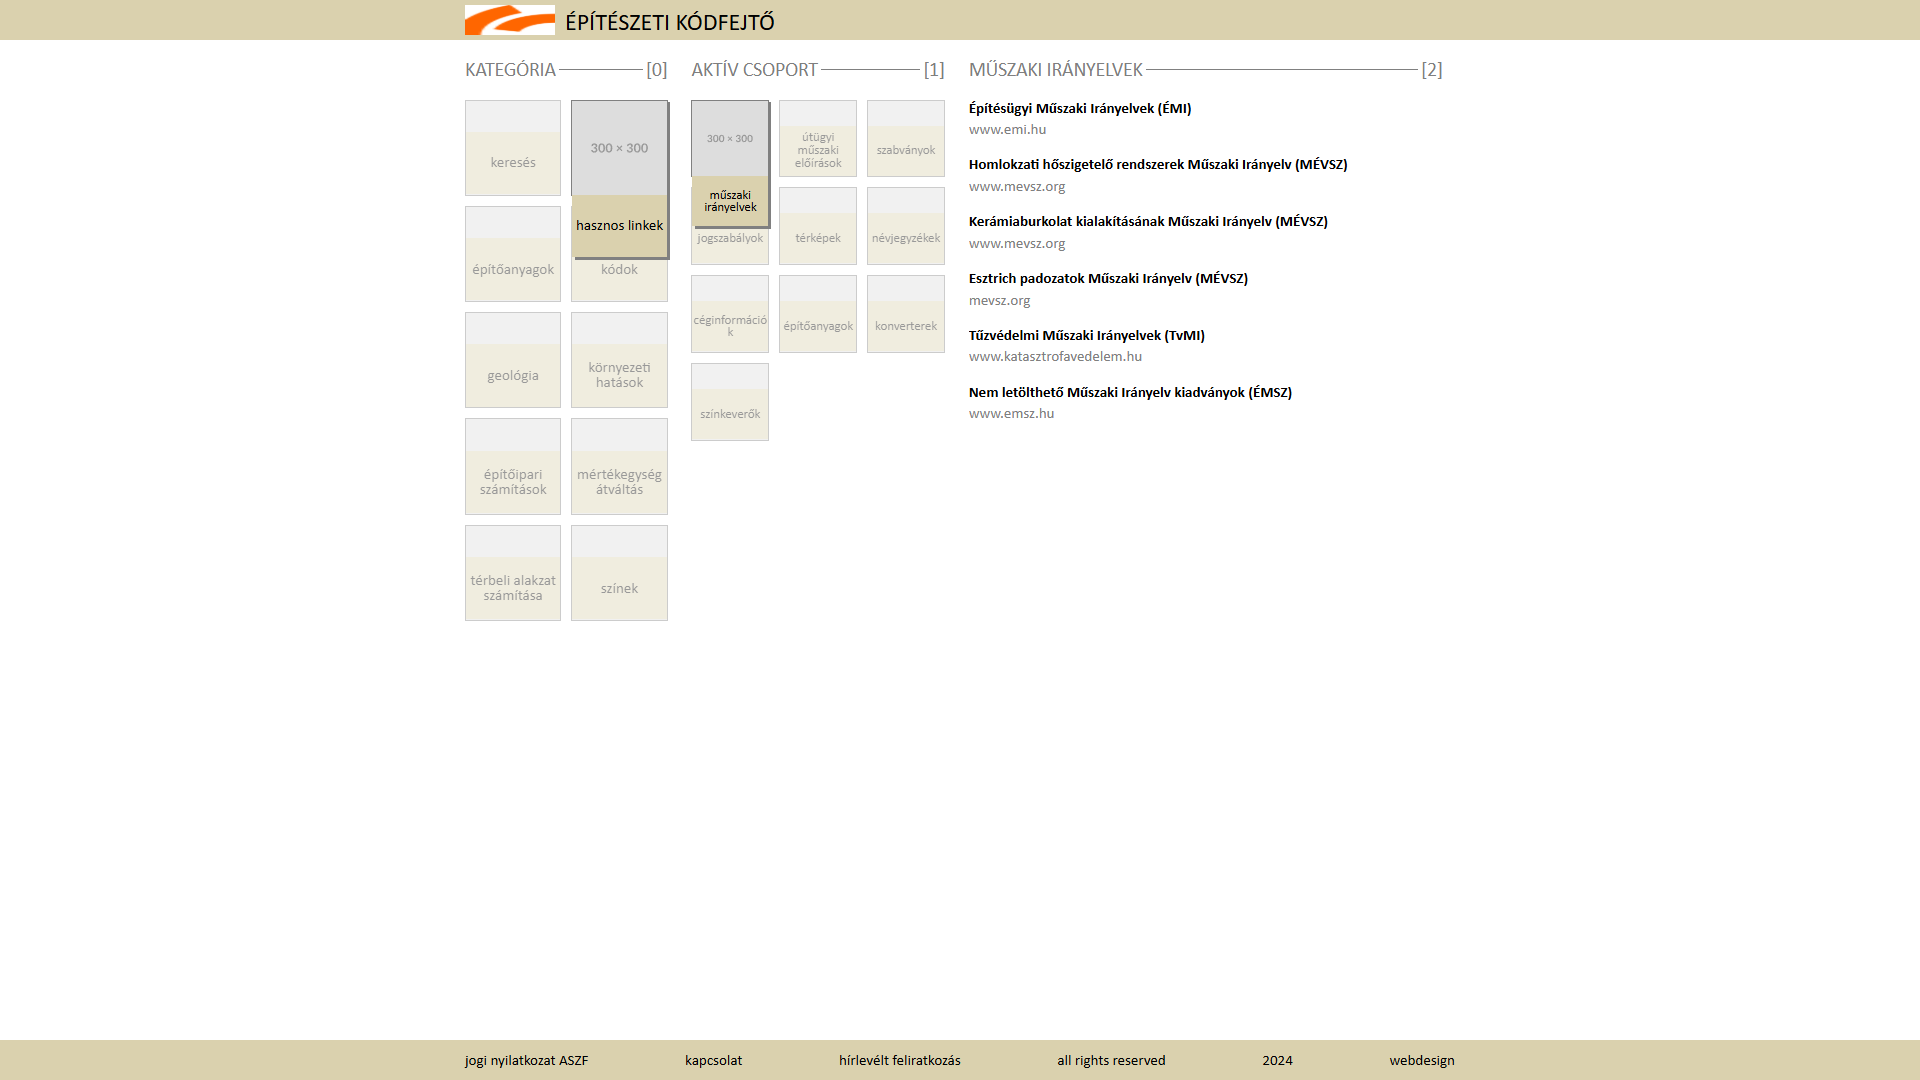 ÉPÍTÉSZETI KÓDFEJTŐ
KATEGÓRIA [0]
keresés
300 × 300
hasznos linkek
építőanyagok
kódok
geológia
környezeti
hatások
építőipari
számítások
mértékegység
átváltás
térbeli alakzat
számítása
színek
AKTÍV CSOPORT [1]
300 × 300
műszaki
irányelvek
útügyi
műszaki
előírások
szabványok
jogszabályok
térképek
névjegyzékek
céginformáció
k
építőanyagok
konverterek
színkeverők
MŰSZAKI IRÁNYELVEK [2]
Építésügyi Műszaki Irányelvek (ÉMI)
www.emi.hu
Homlokzati hőszigetelő rendszerek Műszaki Irányelv (MÉVSZ)
www.mevsz.org
Kerámiaburkolat kialakításának Műszaki Irányelv (MÉVSZ)
www.mevsz.org
Esztrich padozatok Műszaki Irányelv (MÉVSZ)
mevsz.org
Tűzvédelmi Műszaki Irányelvek (TvMI)
www.katasztrofavedelem.hu
Nem letölthető Műszaki Irányelv kiadványok (ÉMSZ)
www.emsz.hu
jogi nyilatkozat ASZF
kapcsolat
hírlevélt feliratkozás
all rights reserved
2024
webdesign